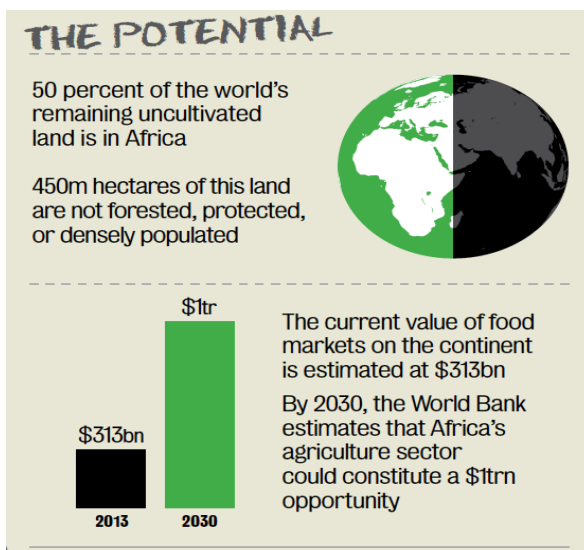 THE POTENTIAL
50 percent of the world's
remaining uncultivated
land is in Africa
450m hectares of this land
are not forested, protected,
or densely populated
$1tr
$313bn
2013
2030
The current value of food
markets on the continent
is estimated at $313bn
By 2030, the World Bank
estimates that Africa's
agriculture sector
could constitute a $1trn
opportunity